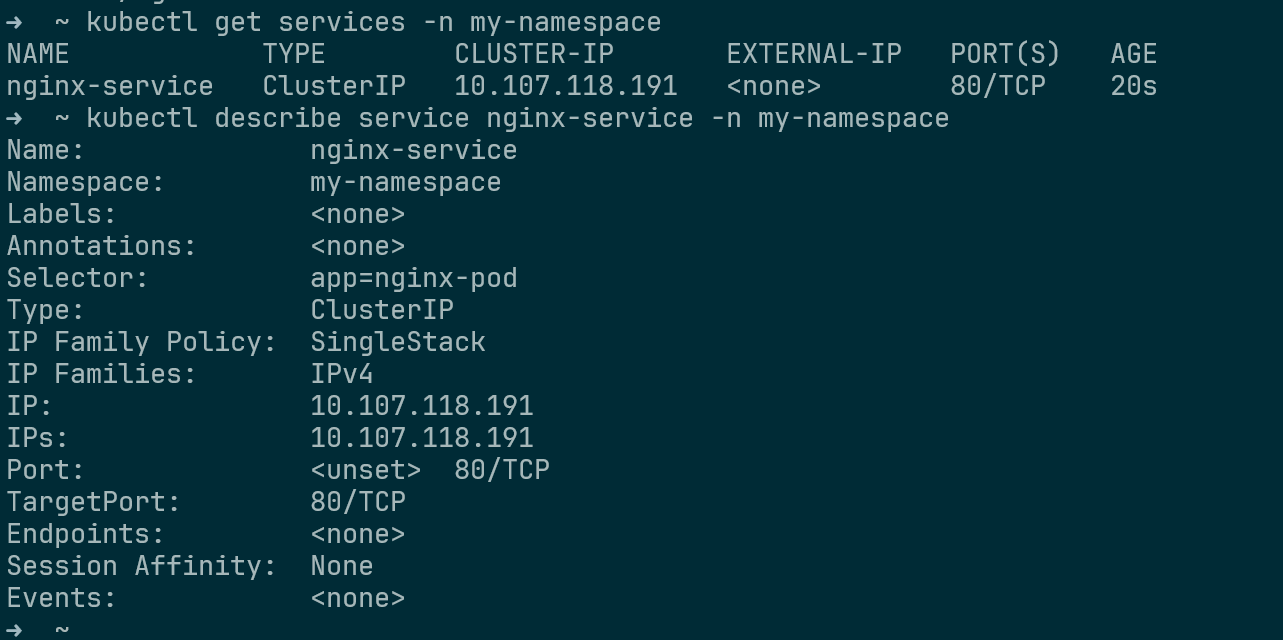 ➜  ~ kubectl get services -n my-namespace
NAME            TYPE        CLUSTER-IP       EXTERNAL-IP   PORT(S)   AGE
nginx-service   ClusterIP   10.107.118.191   <none>        80/TCP    20s
➜  ~ kubectl describe service nginx-service -n my-namespace
Name:              nginx-service
Namespace:         my-namespace
Labels:            <none>
Annotations:       <none>
Selector:          app=nginx-pod
Type:              ClusterIP
IP Family Policy:  SingleStack
IP Families:       IPv4
IP:                10.107.118.191
IPs:               10.107.118.191
Port:              <unset>  80/TCP
TargetPort:        80/TCP
Endpoints:         <none>
Session Affinity:  None
Events:            <none>
➜  ~